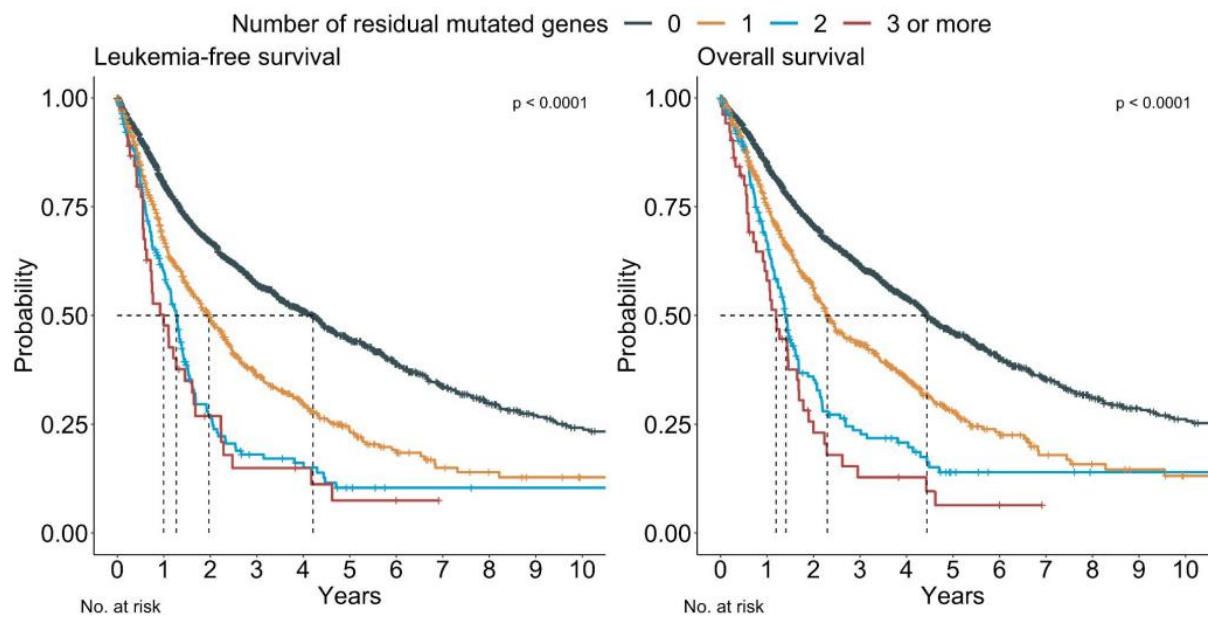 Number of residual mutated genes 0 1 2 3 or more
Leukemia-free survival
p < 0.0001
Probability
1.00
0.75
0.50
0.25
0.00
0 1 2 3 4 5 6 7 8 9 10
Years
No. at risk
Overall survival
p < 0.0001
Probability
1.00
0.75
0.50
0.25
0.00
0 1 2 3 4 5 6 7 8 9 10
Years
No. at risk